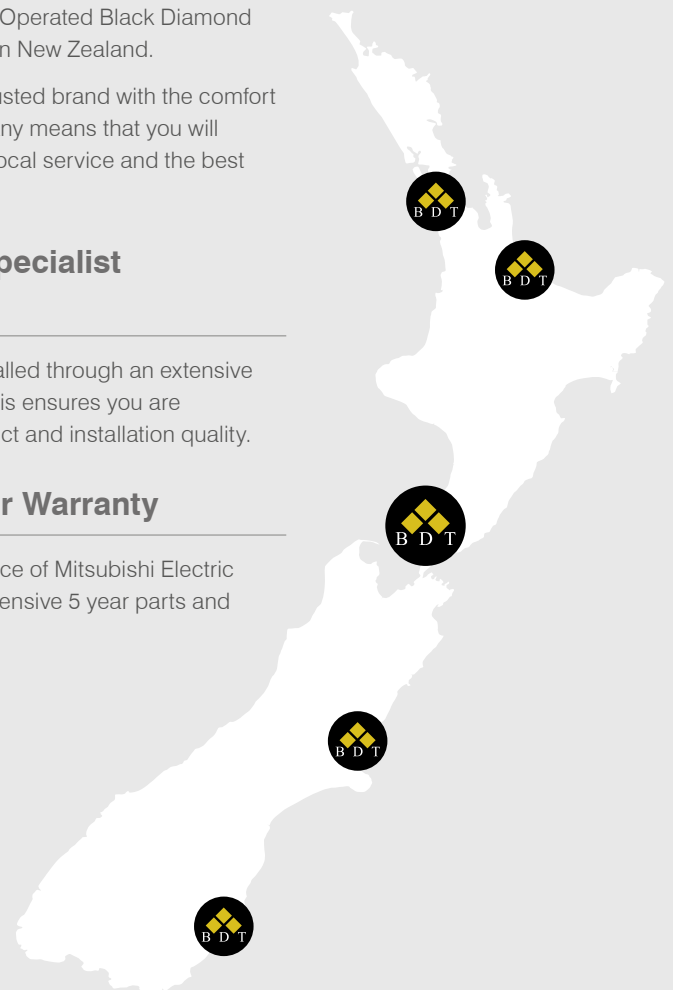 Operated Black Diamond
n New Zealand.
usted brand with the comfort
ny means that you will
ocal service and the best
B D T
B D T
pecialist
alled through an extensive
is ensures you are
ct and installation quality.
r Warranty
B D T
ce of Mitsubishi Electric
ensive 5 year parts and
B D T
B D T